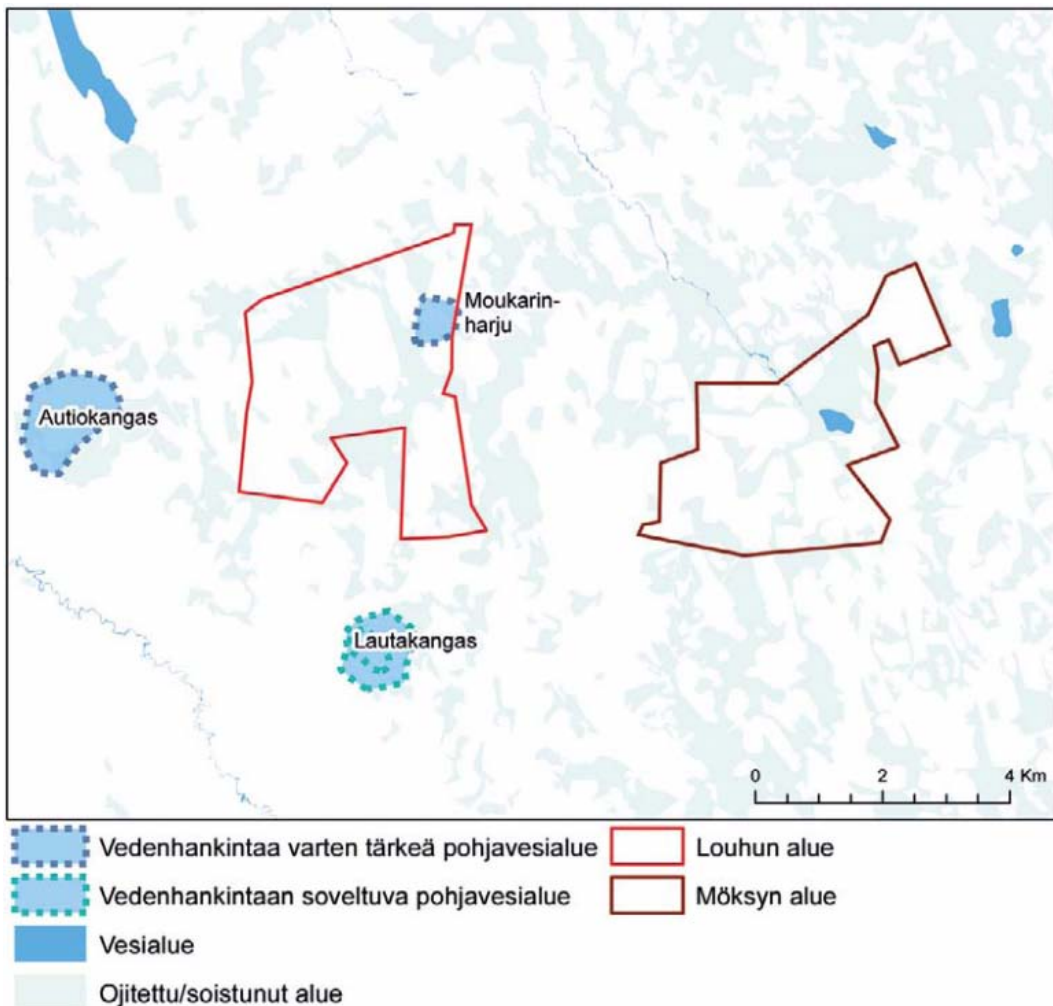 Moukarin-
harju
Autiokangas
Lautakangas
0 2 4 Km
Vedenhankintaa varten tärkeä pohjavesialue
Louhun alue
Vedenhankintaan soveltuva pohjavesialue
Möksyn alue
Vesialue
Ojitettu/soistunut alue